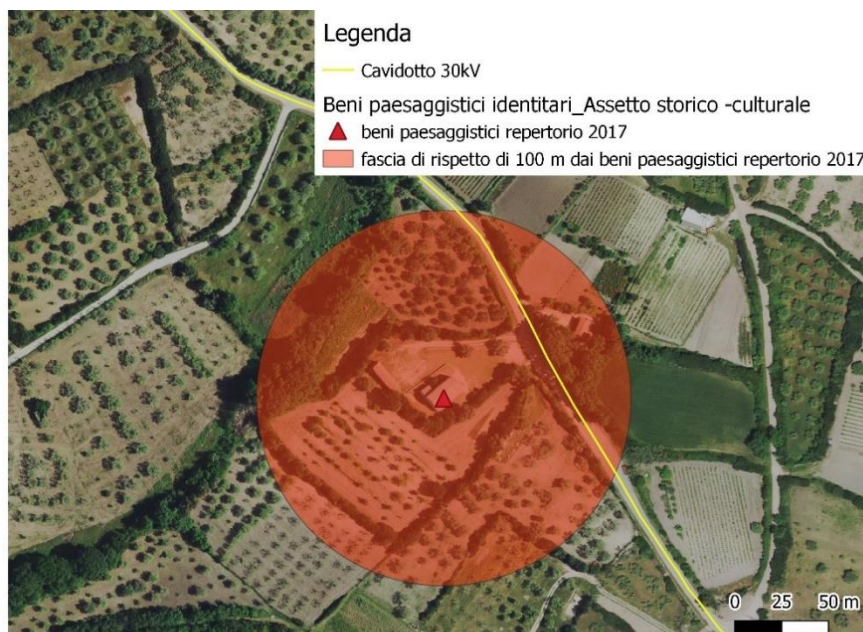 Legenda
Cavidotto 30kV
Beni paesaggistici identitari_Assetto storico -culturale
beni paesaggistici repertorio 2017
fascia di rispetto di 100 m dai beni paesaggistici repertorio 2017
0 25 50 m